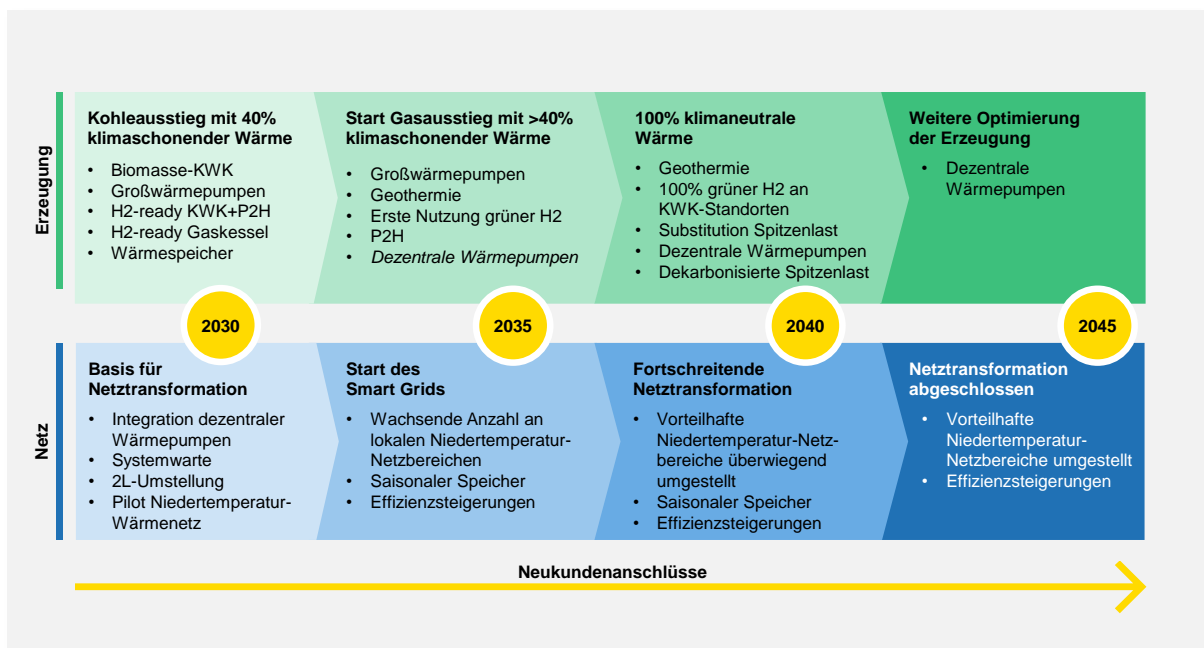 Erzeugung
Kohleausstieg mit 40%
klimaschonender Wärme
• Biomasse-KWK
• Großwärmepumpen
• H2-ready KWK+P2H
• H2-ready Gaskessel
• Wärmespeicher
Start Gasausstieg mit >40%
klimaschonender Wärme
• Großwärmepumpen
• Geothermie
• Erste Nutzung grüner H2
• P2H
• Dezentrale Wärmepumpen
100% klimaneutrale
Wärme
• Geothermie
• 100% grüner H2 an
KWK-Standorten
• Substitution Spitzenlast
• Dezentrale Wärmepumpen
• Dekarbonisierte Spitzenlast
Weitere Optimierung
der Erzeugung
• Dezentrale
Wärmepumpen
2030
2035
2040
2045
Netz
Basis für
Netztransformation
• Integration dezentraler
Wärmepumpen
• Systemwarte
• 2L-Umstellung
• Pilot Niedertemperatur-
Wärmenetz
Start des
Smart Grids
• Wachsende Anzahl an
lokalen Niedertemperatur-
Netzbereichen
• Saisonaler Speicher
• Effizienzsteigerungen
Fortschreitende
Netztransformation
• Vorteilhafte
Niedertemperatur-Netz-
bereiche überwiegend
umgestellt
• Saisonaler Speicher
• Effizienzsteigerungen
Netztransformation
abgeschlossen
• Vorteilhafte
Niedertemperatur-
Netzbereiche umgestellt
• Effizienzsteigerungen
Neukundenanschlüsse